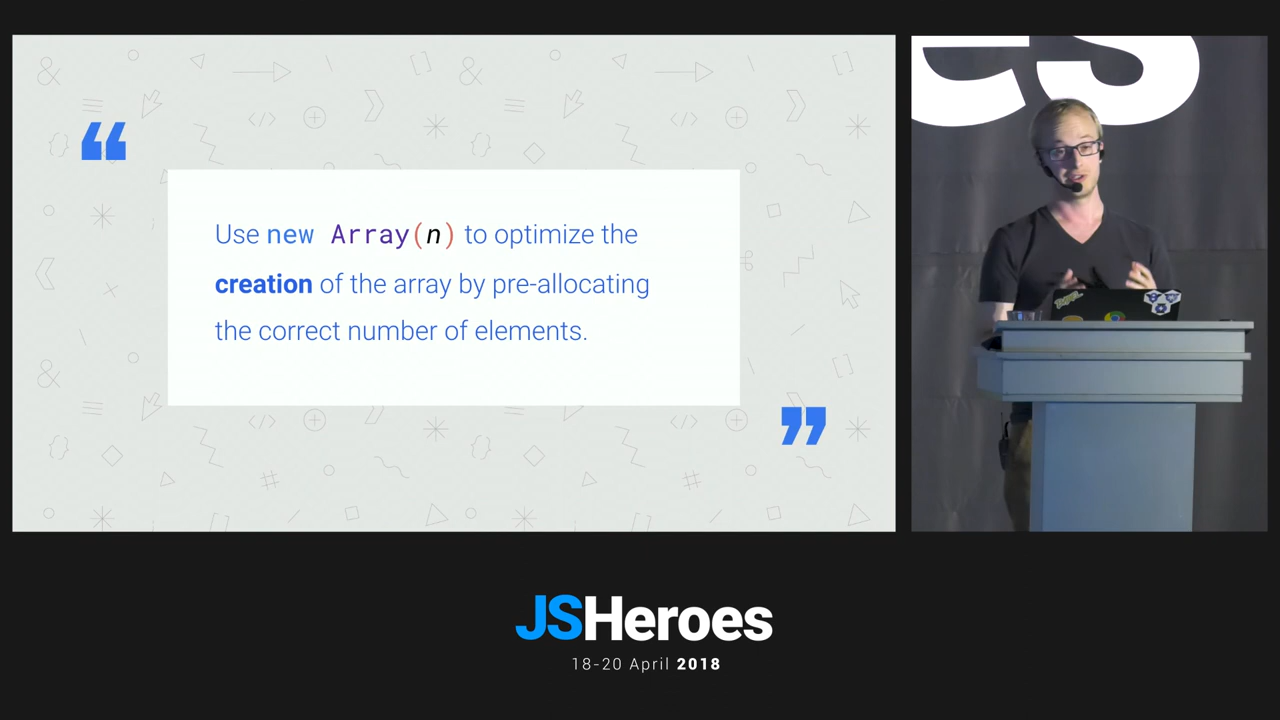 “
Use new Array(n) to optimize the
creation of the array by pre-allocating
the correct number of elements.
”
es
JSHeroes
18-20 April 2018